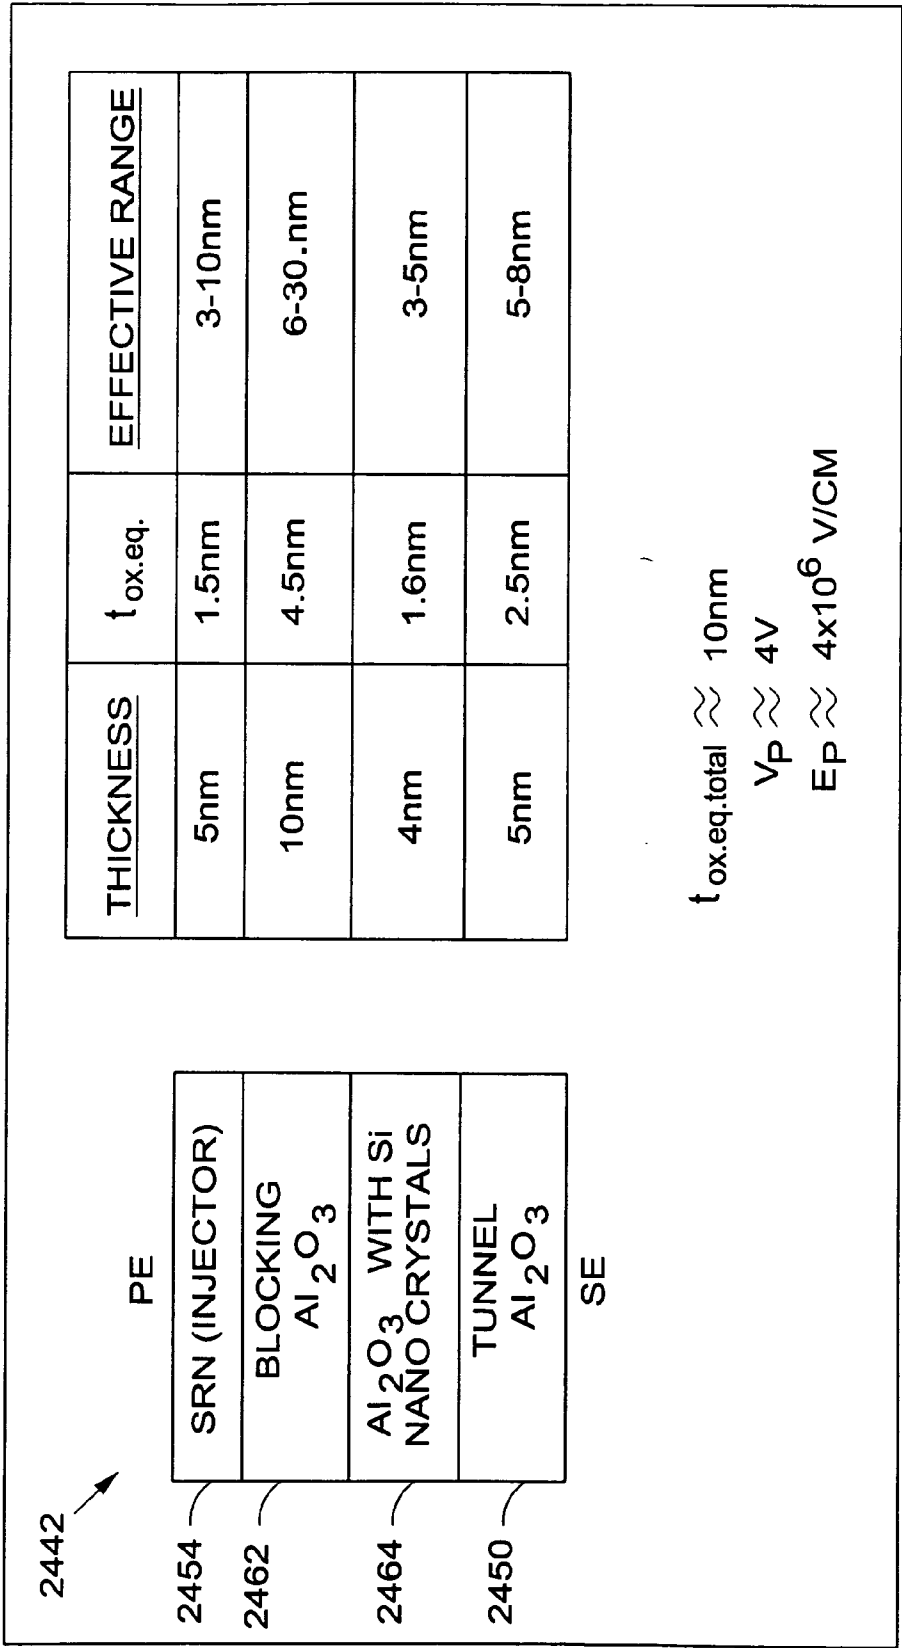 2442
PE
2454
SRN (INJECTOR)
2462
BLOCKING
Al2O3
2464
Al2O3 WITH Si
NANO CRYSTALS
2450
TUNNEL
Al2O3
SE
THICKNESS tox.eq. EFFECTIVE RANGE
5nm 1.5nm 3-10nm
10nm 4.5nm 6-30.nm
4nm 1.6nm 3-5nm
5nm 2.5nm 5-8nm
tox.eq.total ≈ 10nm
VP ≈ 4V
EP ≈ 4x10⁶ V/CM